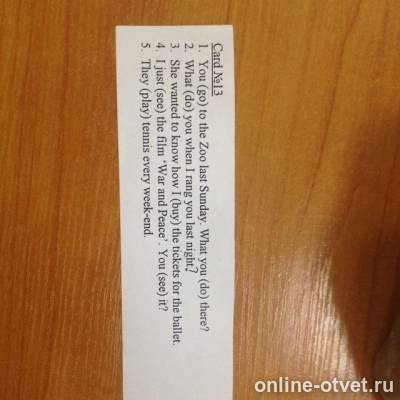 Card №13
1. You (go) to the Zoo last Sunday. What you (do) there?
2. What (do) you when I rang you last night?
3. She wanted to know how I (buy) the tickets for the ballet.
4. I just (see) the film ‘War and Peace’. You (see) it?
5. They (play) tennis every week-end.
online-otvet.ru